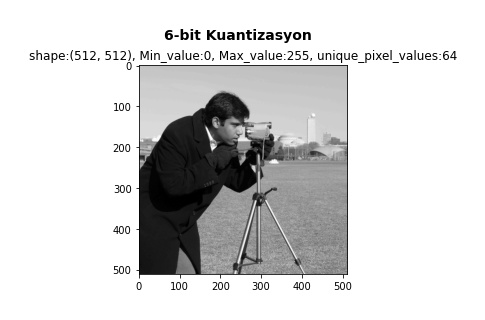 6-bit Kuantizasyon
shape:(512, 512), Min_value:0, Max_value:255, unique_pixel_values:64
0
100
200
300
400
500
0 100 200 300 400 500